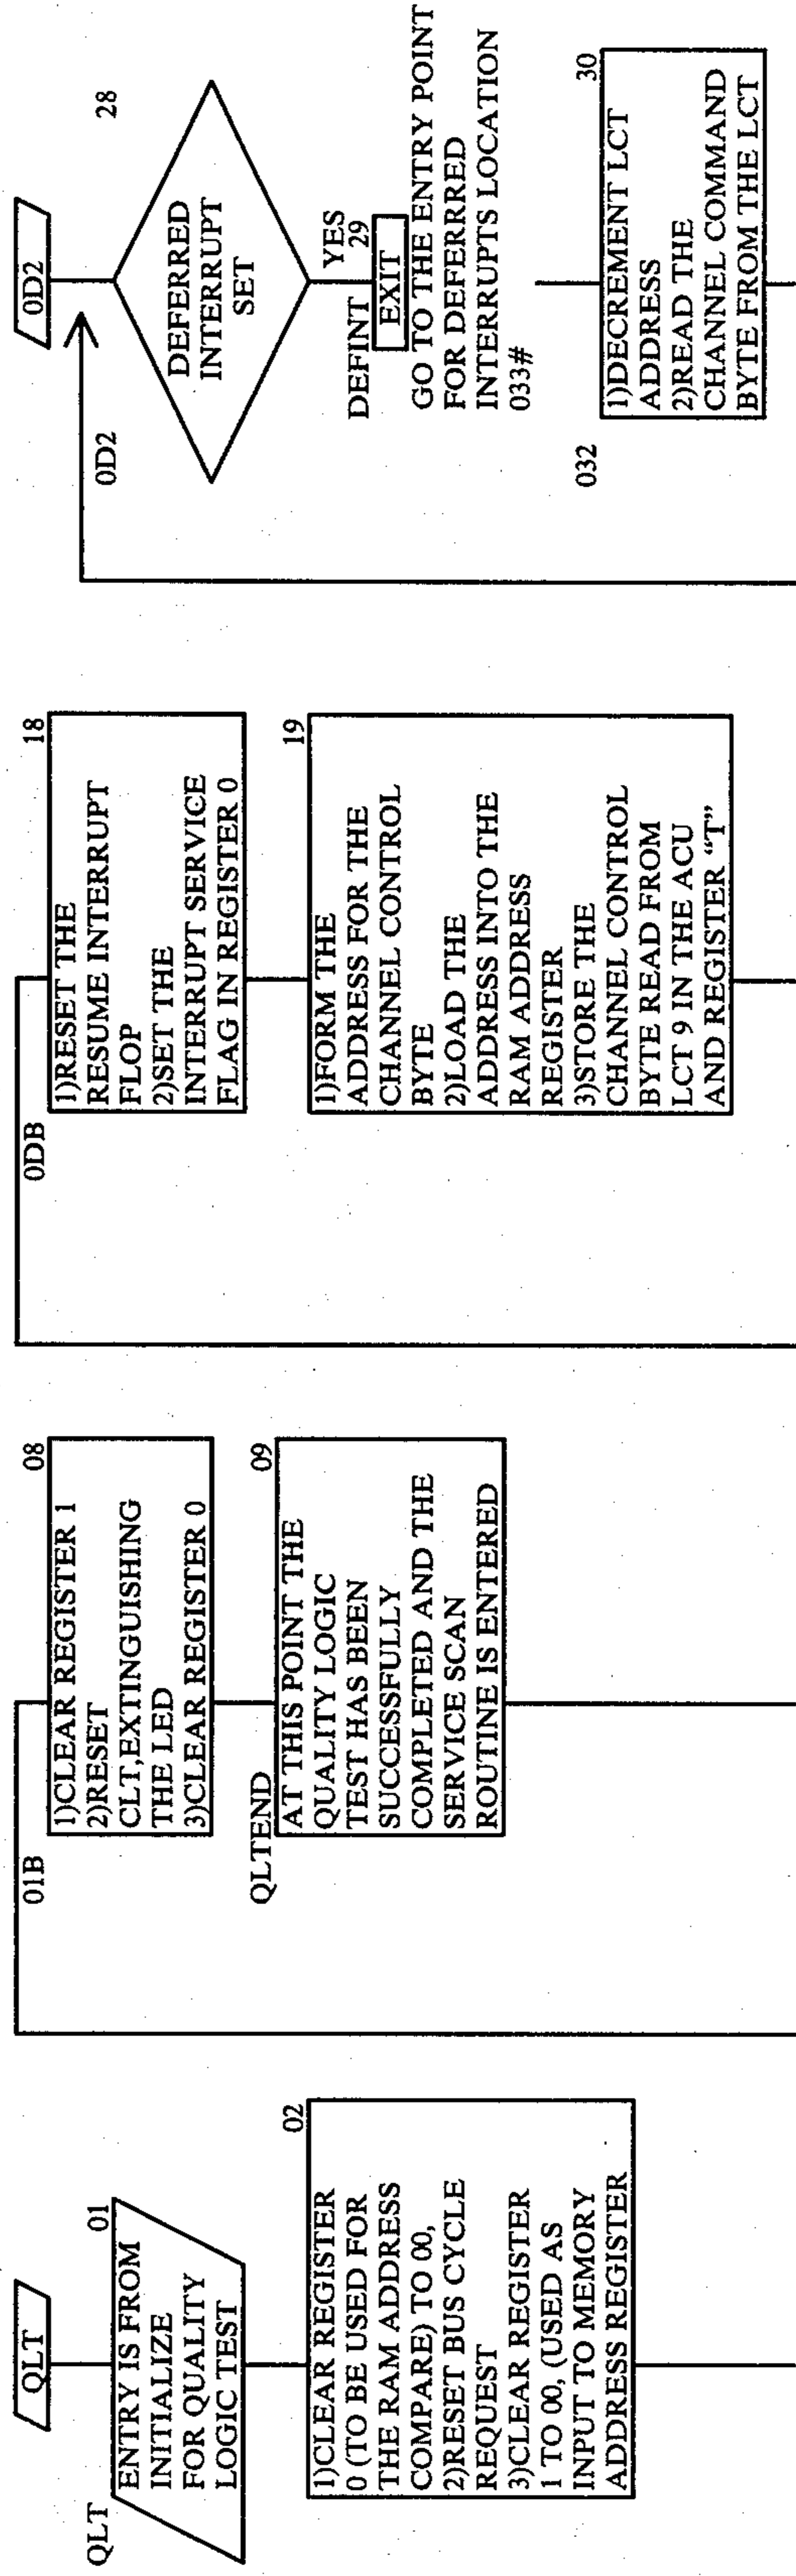 QLT
QLT
01
ENTRY IS FROM
INITIALIZE
FOR QUALITY
LOGIC TEST
02
1)CLEAR REGISTER
0 (TO BE USED FOR
THE RAM ADDRESS
COMPARE) TO 00,
2)RESET BUS CYCLE
REQUEST
3)CLEAR REGISTER
1 TO 00, (USED AS
INPUT TO MEMORY
ADDRESS REGISTER
01B
08
1)CLEAR REGISTER 1
2)RESET
CLT,EXTINGUISHING
THE LED
3)CLEAR REGISTER 0
QLTEND
09
AT THIS POINT THE
QUALITY LOGIC
TEST HAS BEEN
SUCCESSFULLY
COMPLETED AND THE
SERVICE SCAN
ROUTINE IS ENTERED
0DB
18
1)RESET THE
RESUME INTERRUPT
FLOP
2)SET THE
INTERRUPT SERVICE
FLAG IN REGISTER 0
19
1)FORM THE
ADDRESS FOR THE
CHANNEL CONTROL
BYTE
2)LOAD THE
ADDRESS INTO THE
RAM ADDRESS
REGISTER
3)STORE THE
CHANNEL CONTROL
BYTE READ FROM
LCT 9 IN THE ACU
AND REGISTER “T”
0D2
0D2
28
DEFERRED
INTERRUPT
SET
YES
DEFINT
29
EXIT
GO TO THE ENTRY POINT
FOR DEFERRED
INTERRUPTS LOCATION
033#
032
30
1)DECREMENT LCT
ADDRESS
2)READ THE
CHANNEL COMMAND
BYTE FROM THE LCT